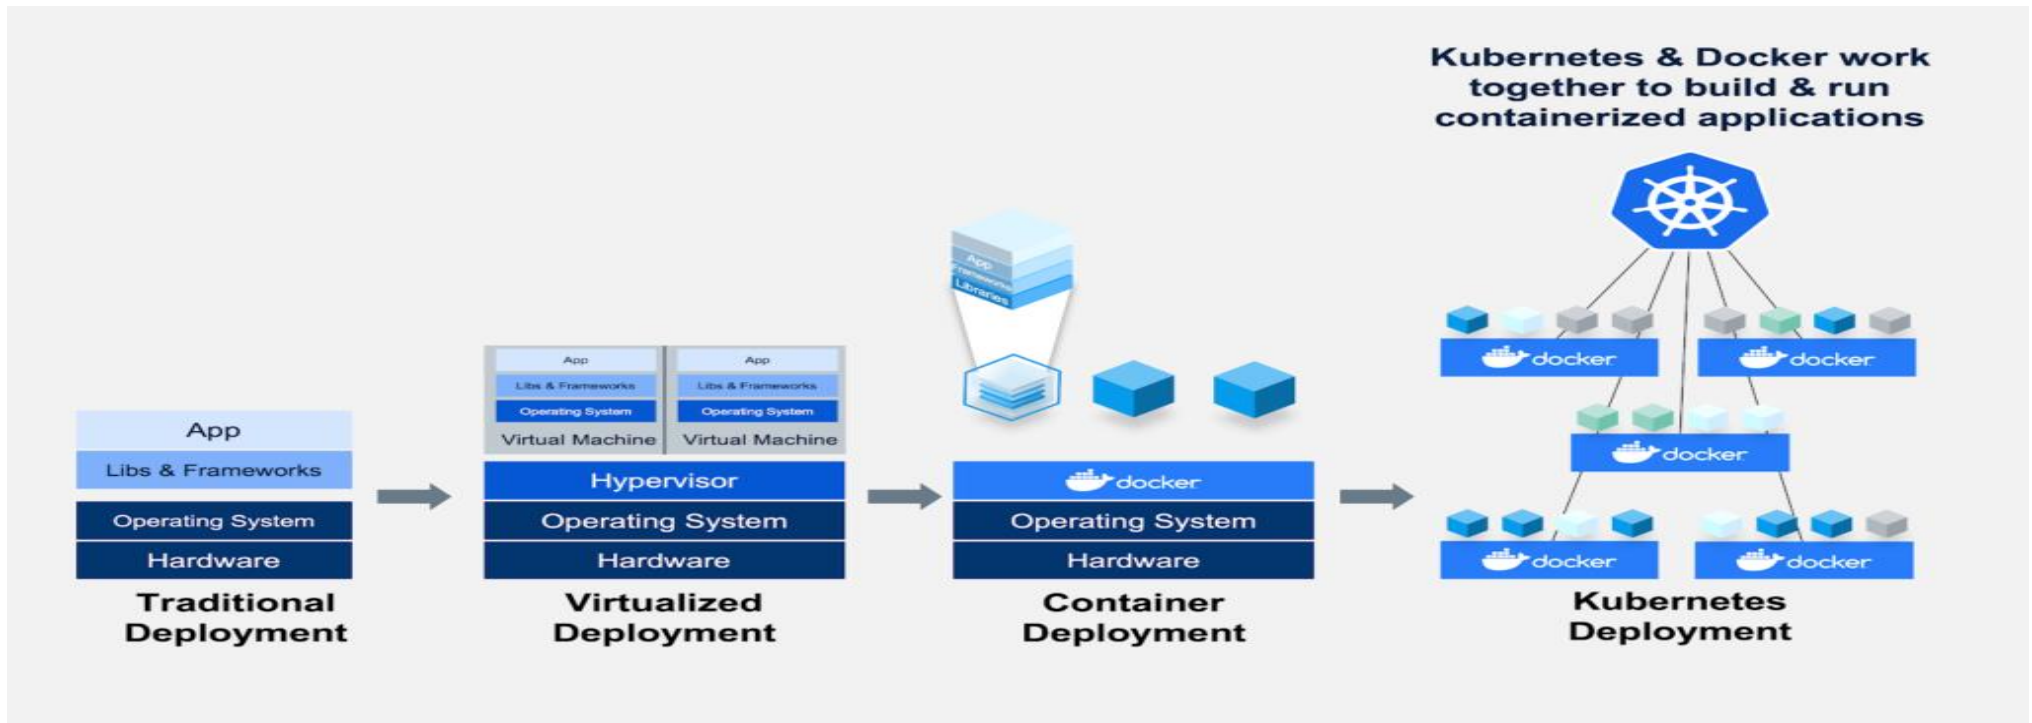 Kubernetes & Docker work
together to build & run
containerized applications
App
Libs & Frameworks
Operating System
Hardware
Traditional
Deployment
App
Libs & Frameworks
Operating System
Virtual Machine
App
Libs & Frameworks
Operating System
Virtual Machine
Hypervisor
Operating System
Hardware
Virtualized
Deployment
App
Frameworks
Libraries
docker
Operating System
Hardware
Container
Deployment
docker
docker
docker
docker
docker
Kubernetes
Deployment